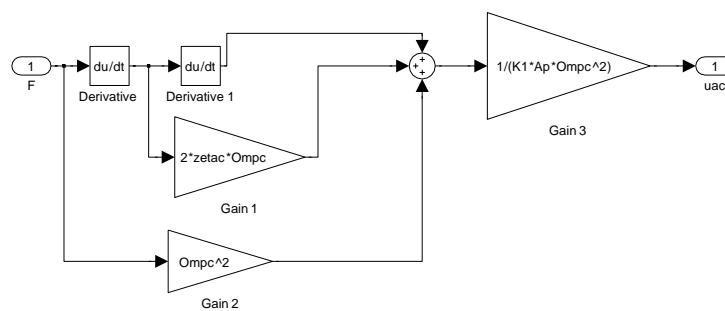 1
F
du/dt
Derivative
du/dt
Derivative 1
2*zetac*Ompc
Gain 1
Ompc^2
Gain 2
+
+
+
1/(K1*Ap*Ompc^2)
Gain 3
1
uac